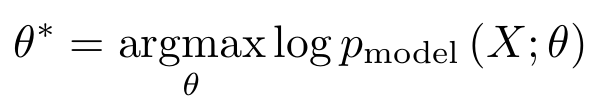 θ* = argmax log p_model (X; θ)
θ